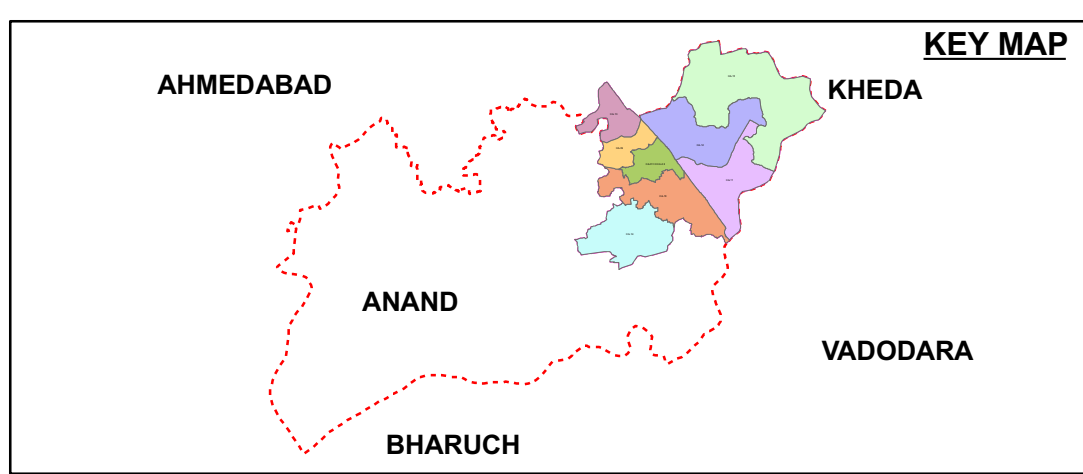 KEY MAP
AHMEDABAD
KHEDA
ANAND
VADODARA
BHARUCH